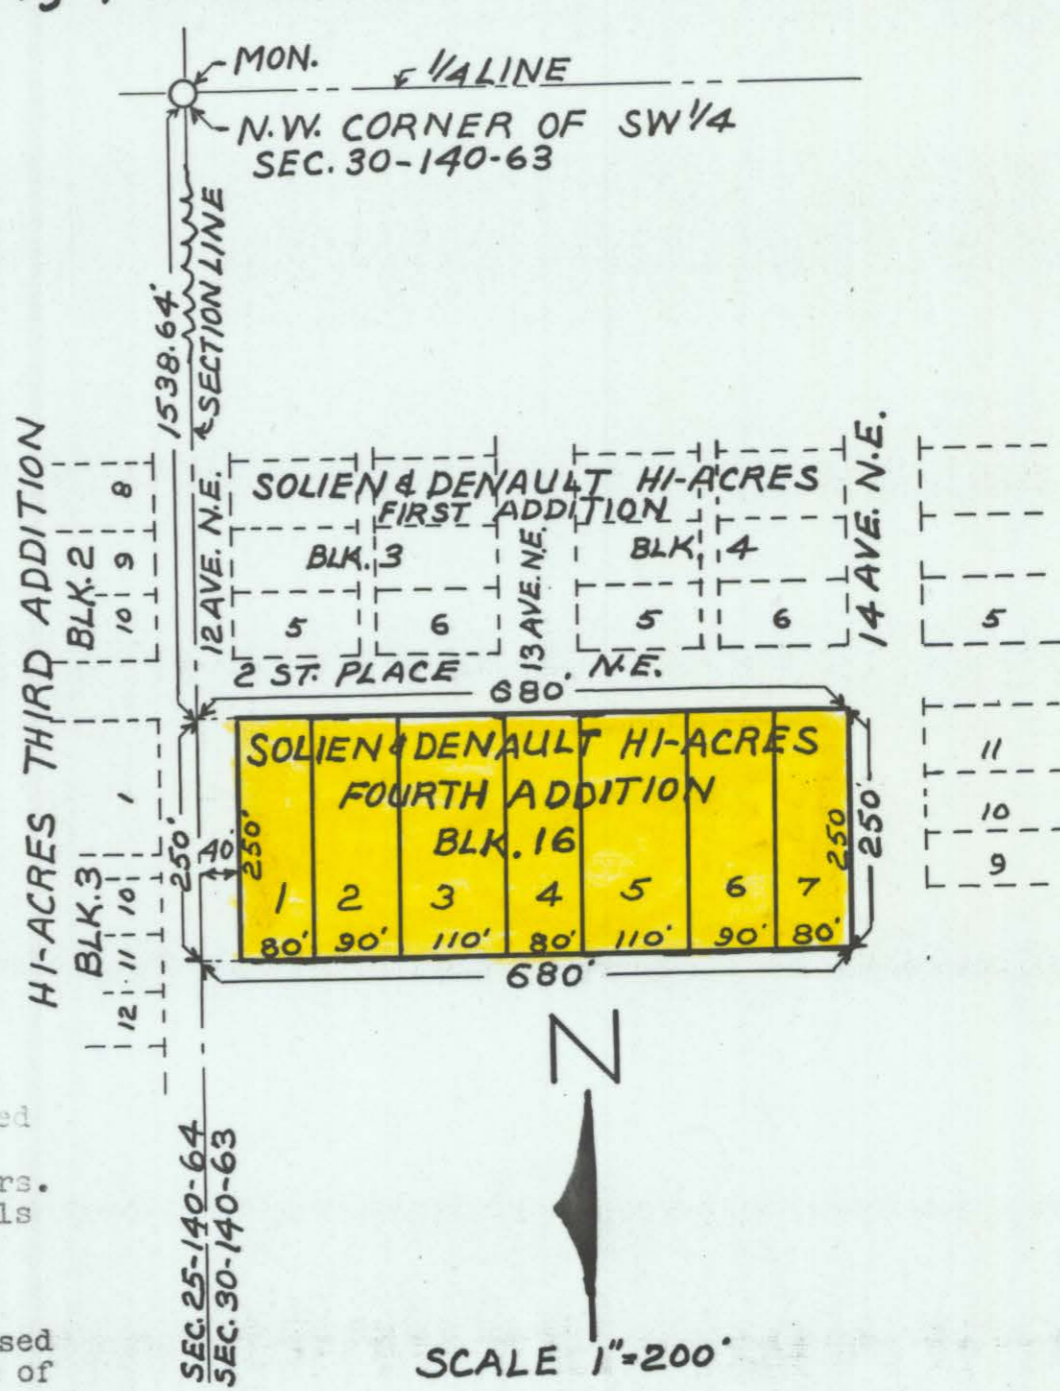 MON.
1/4 LINE
N.W. CORNER OF SW 1/4
SEC. 30-140-63
1538.64'
SECTION LINE
HI-ACRES THIRD ADDITION
BLK. 2
8
9
10
12 AVE. N.E.
SOLIEN & DENAULT HI-ACRES
FIRST ADDITION
BLK. 3
BLK. 4
5
6
13 AVE. N.E.
5
6
14 AVE. N.E.
5
2 ST. PLACE N.E.
680'
SOLIEN & DENAULT HI-ACRES
FOURTH ADDITION
BLK. 16
1
2
3
4
5
6
7
80'
90'
110'
80'
110'
90'
80'
250'
40'
250'
250
250'
680'
1
BLK. 3
10
11
12
11
10
9
N
SEC. 25-140-64
SEC. 30-140-63
SCALE 1"=200'
ed
rs.
ls
sed
of